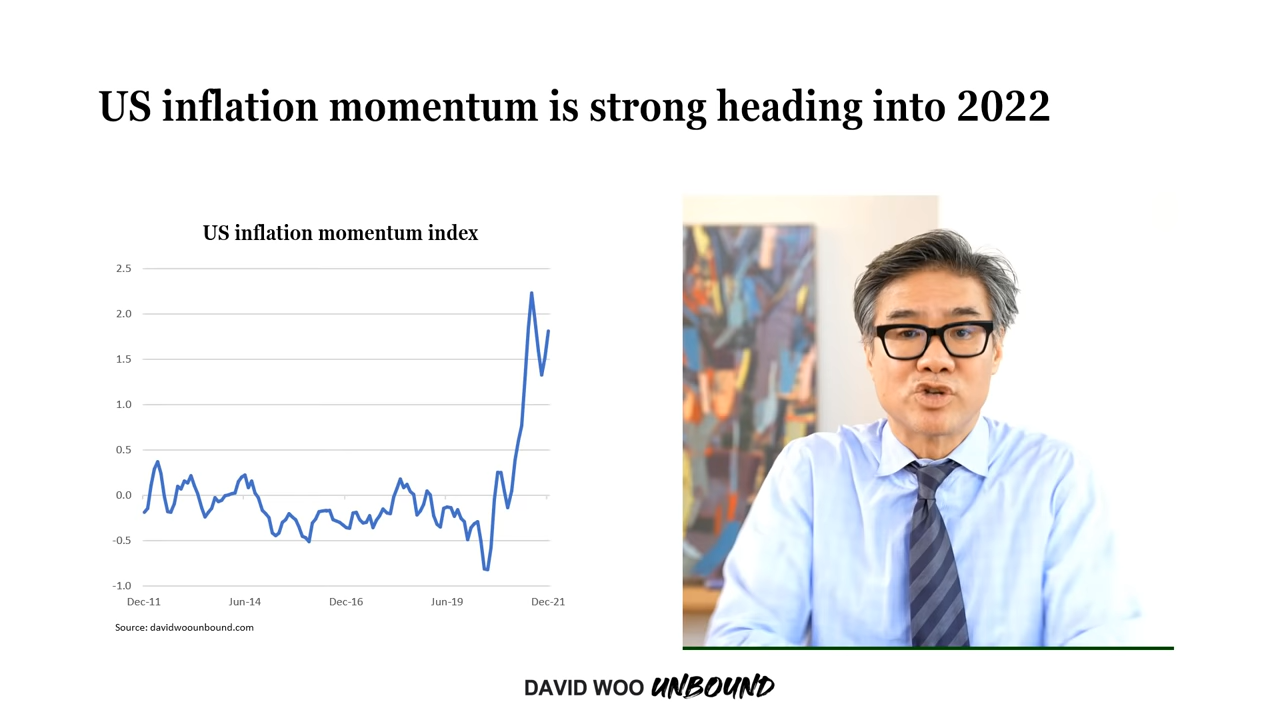 US inflation momentum is strong heading into 2022
US inflation momentum index
2.5
2.0
1.5
1.0
0.5
0.0
-0.5
-1.0
Dec-11 Jun-14 Dec-16 Jun-19 Dec-21
Source: davidwoounbound.com
DAVID WOO UNBOUND